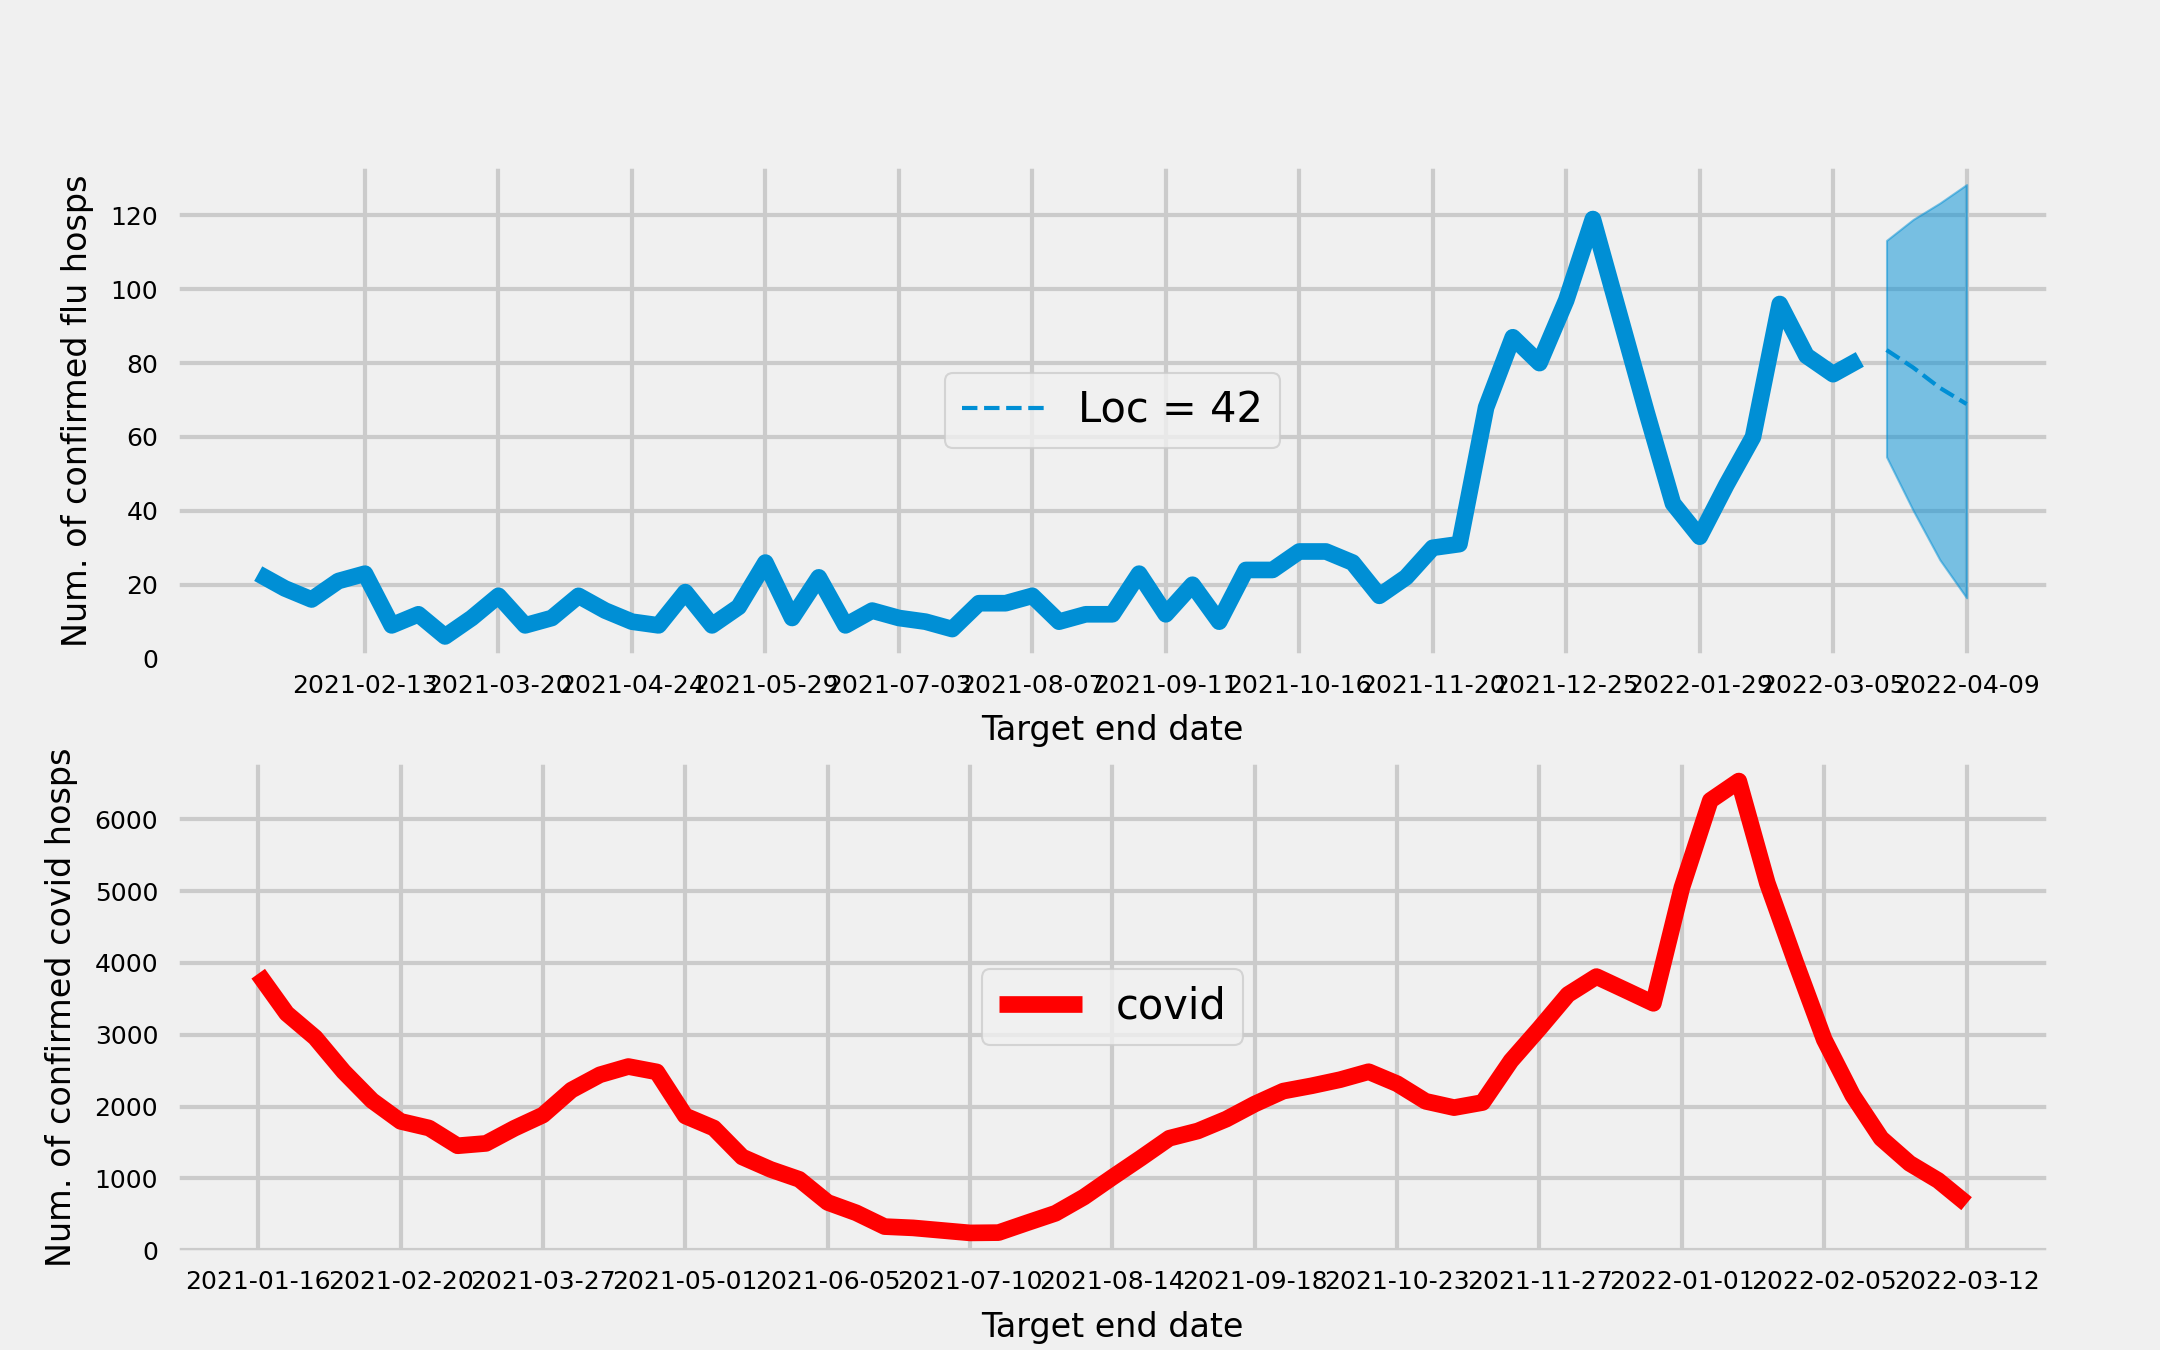 Num. of confirmed flu hosps
120
100
80
60
40
20
0
Loc = 42
2021-02-13 2021-03-20 2021-04-24 2021-05-29 2021-07-03 2021-08-07 2021-09-11 2021-10-16 2021-11-20 2021-12-25 2022-01-29 2022-03-05 2022-04-09
Target end date
Num. of confirmed covid hosps
6000
5000
4000
3000
2000
1000
0
covid
2021-01-16 2021-02-20 2021-03-27 2021-05-01 2021-06-05 2021-07-10 2021-08-14 2021-09-18 2021-10-23 2021-11-27 2022-01-01 2022-02-05 2022-03-12
Target end date